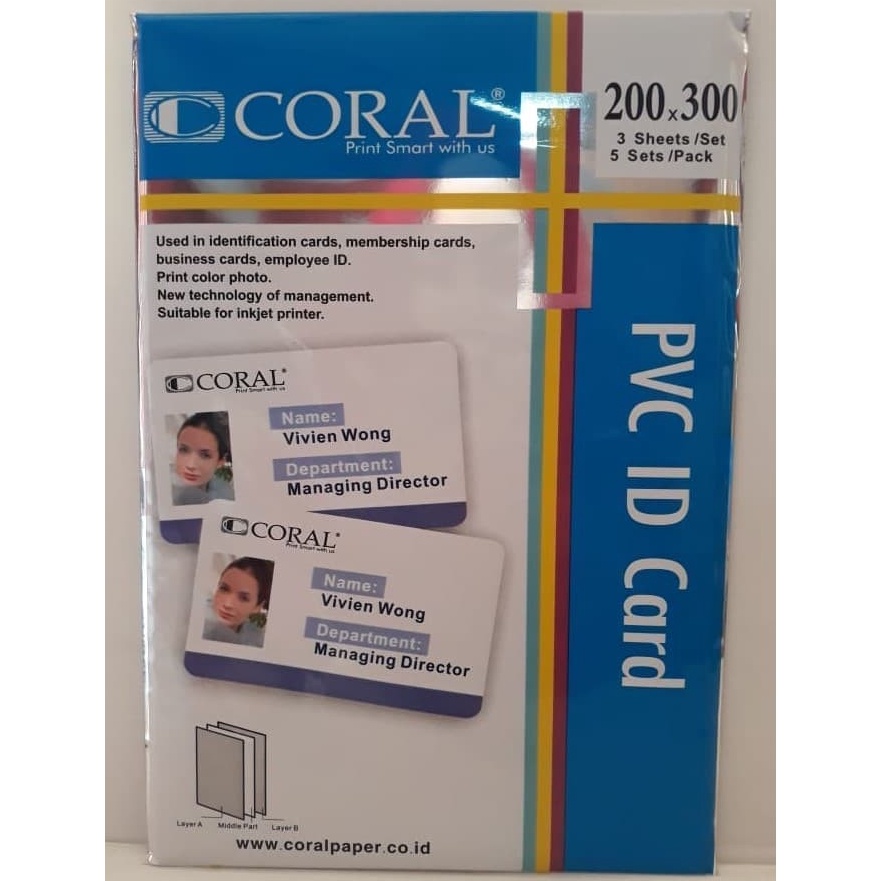 CORAL®
Print Smart with us
200x300
3 Sheets /Set
5 Sets /Pack
Used in identification cards, membership cards,
business cards, employee ID.
Print color photo.
New technology of management.
Suitable for inkjet printer.
PVC ID Card
CORAL®
Print Smart with us
Name:
Vivien Wong
Department:
Managing Director
CORAL®
Print Smart with us
Name:
Vivien Wong
Department:
Managing Director
Layer A Middle Part Layer B
www.coralpaper.co.id